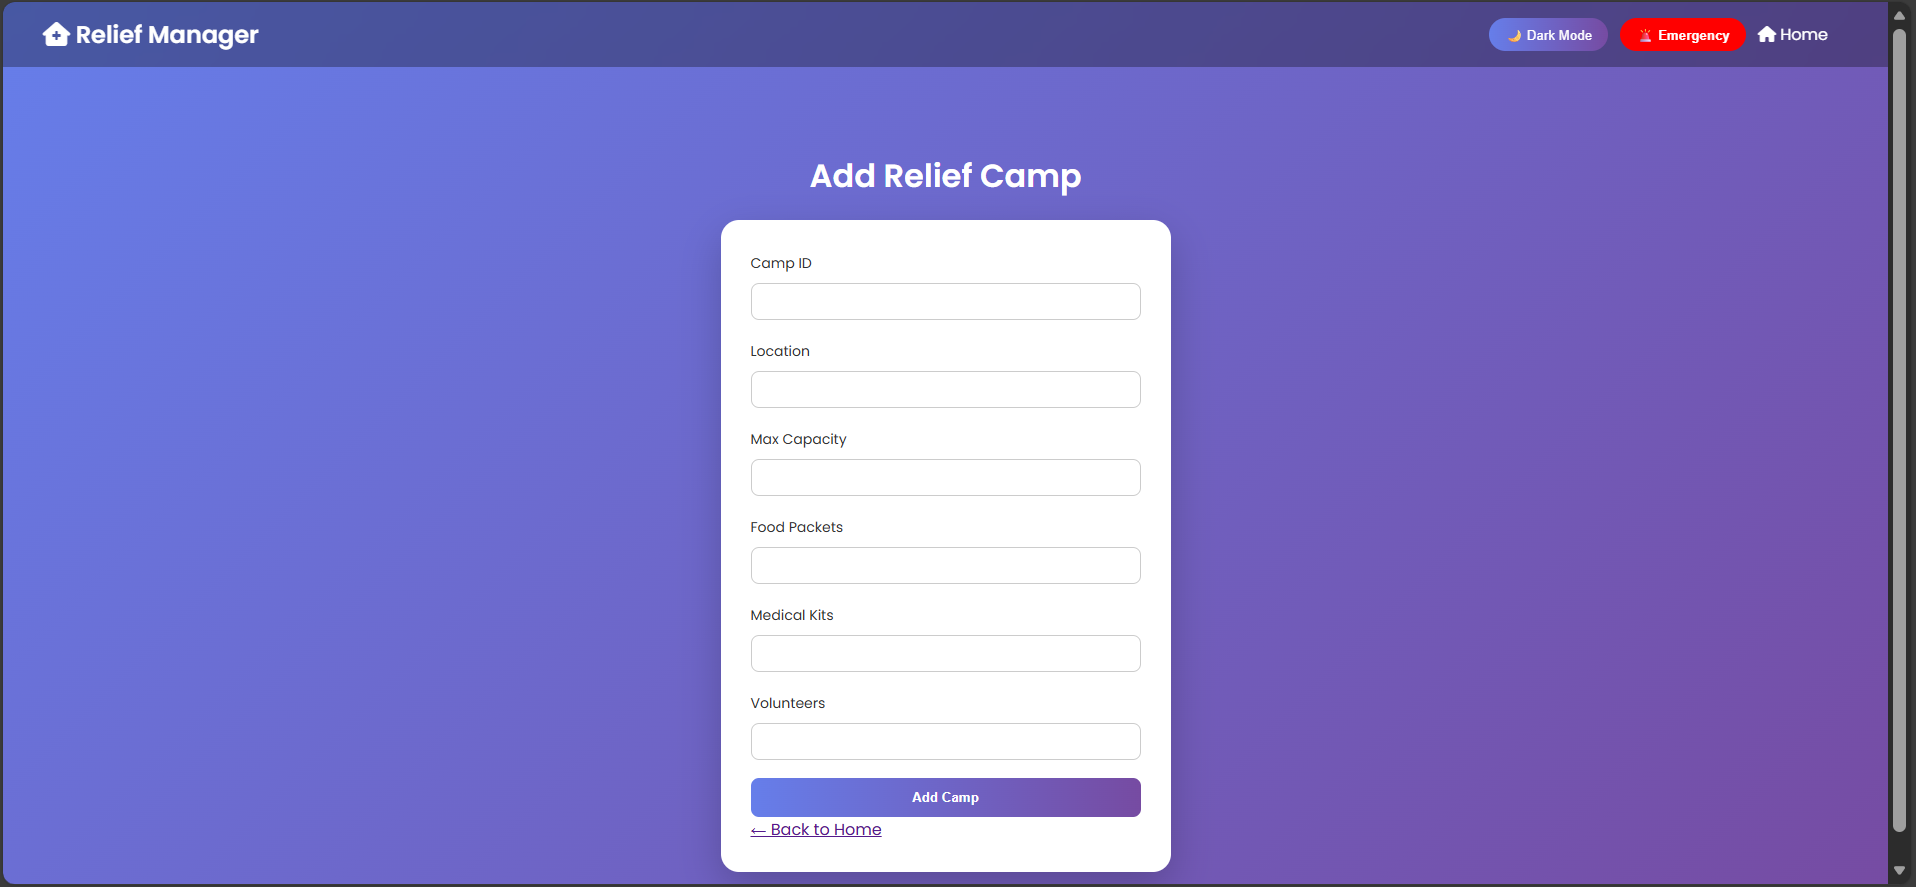 Relief Manager
🌙 Dark Mode
🚨 Emergency
Home
Add Relief Camp
Camp ID
Location
Max Capacity
Food Packets
Medical Kits
Volunteers
Add Camp
← Back to Home